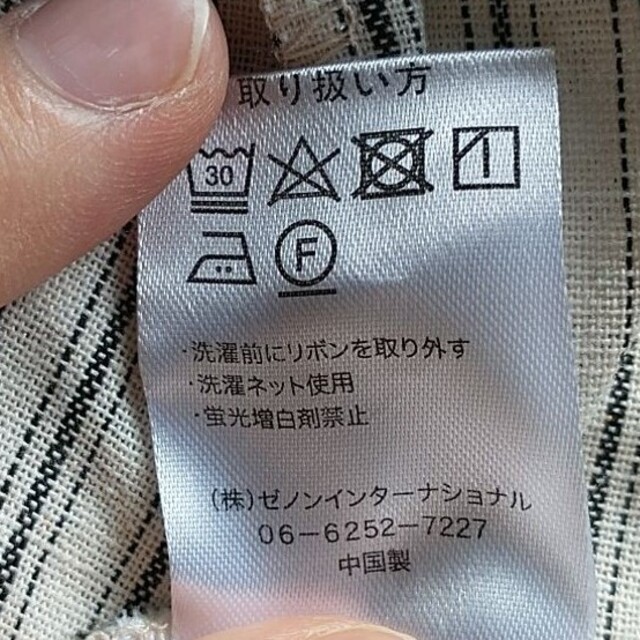 取り扱い方
30
F
・洗濯前にリボンを取り外す
・洗濯ネット使用
・蛍光増白剤禁止
(株)ゼノンインターナショナル
06-6252-7227
中国製